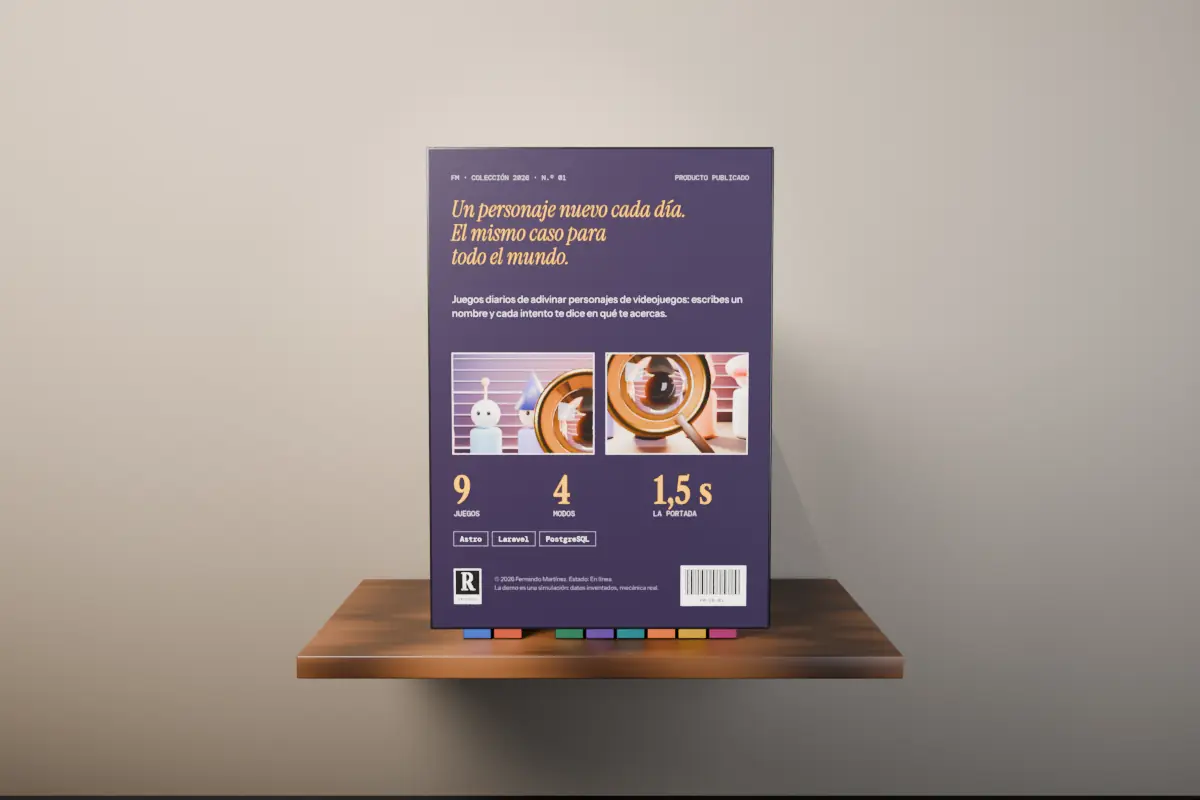 FM · COLECCIÓN 2026 · N.º 01
PRODUCTO PUBLICADO
Un personaje nuevo cada día.
El mismo caso para
todo el mundo.
Juegos diarios de adivinar personajes de videojuegos: escribes un
nombre y cada intento te dice en qué te acercas.
9
JUEGOS
4
MODOS
1,5 s
LA PORTADA
Astro
Laravel
PostgreSQL
R
© 2026 Fernando Martínez. Estado: En línea.
La demo es una simulación: datos inventados, mecánica real.